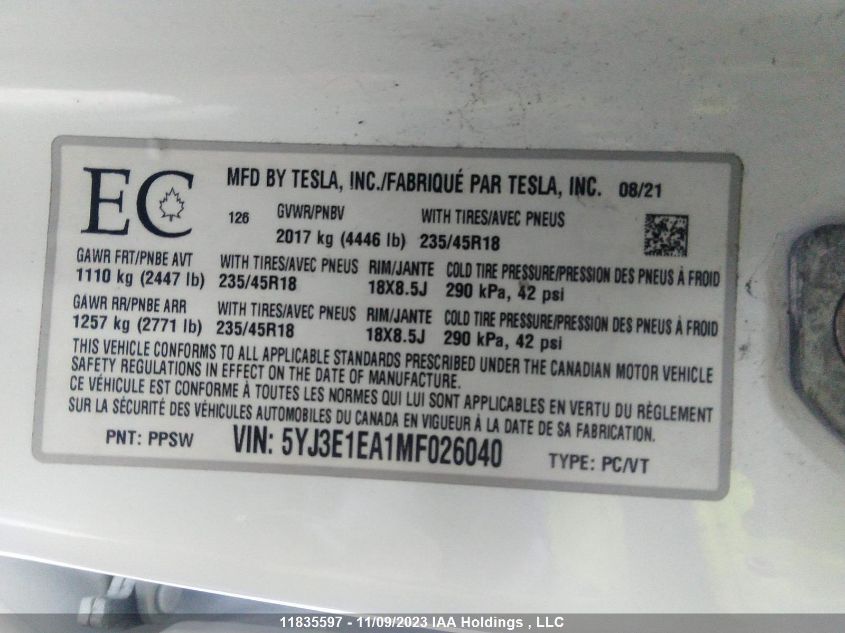 EC
MFD BY TESLA, INC./FABRIQUÉ PAR TESLA, INC. 08/21
126 GVWR/PNBV WITH TIRES/AVEC PNEUS
2017 kg (4446 lb) 235/45R18
GAWR FRT/PNBE AVT WITH TIRES/AVEC PNEUS RIM/JANTE COLD TIRE PRESSURE/PRESSION DES PNEUS À FROID
1110 kg (2447 lb) 235/45R18 18X8.5J 290 kPa, 42 psi
GAWR RR/PNBE ARR WITH TIRES/AVEC PNEUS RIM/JANTE COLD TIRE PRESSURE/PRESSION DES PNEUS À FROID
1257 kg (2771 lb) 235/45R18 18X8.5J 290 kPa, 42 psi
THIS VEHICLE CONFORMS TO ALL APPLICABLE STANDARDS PRESCRIBED UNDER THE CANADIAN MOTOR VEHICLE
SAFETY REGULATIONS IN EFFECT ON THE DATE OF MANUFACTURE.
CE VÉHICULE EST CONFORME À TOUTES LES NORMES QUI LUI SONT APPLICABLES EN VERTU DU RÈGLEMENT
SUR LA SÉCURITÉ DES VÉHICULES AUTOMOBILES DU CANADA EN VIGUEUR À LA DATE DE SA FABRICATION.
PNT: PPSW VIN: 5YJ3E1EA1MF026040 TYPE: PC/VT
11835597 - 11/09/2023 IAA Holdings , LLC